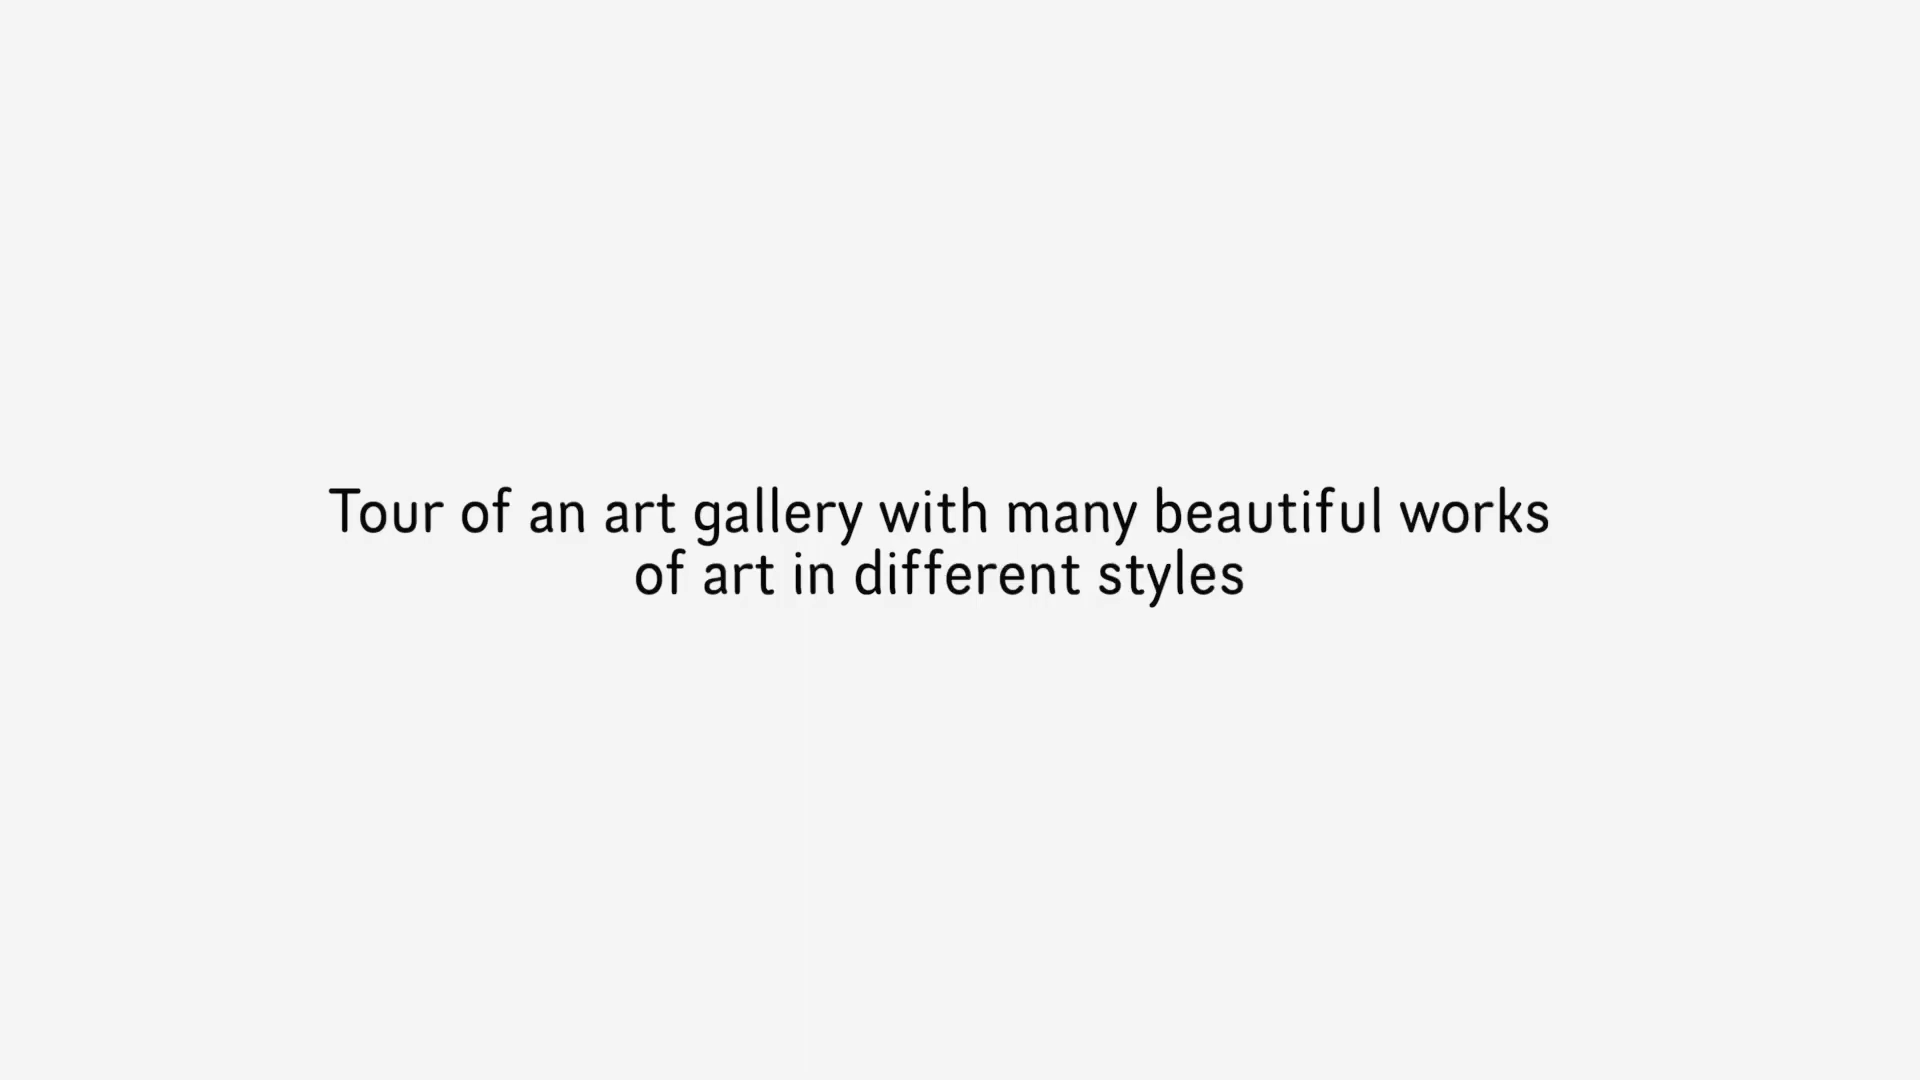 Tour of an art gallery with many beautiful works
of art in different styles